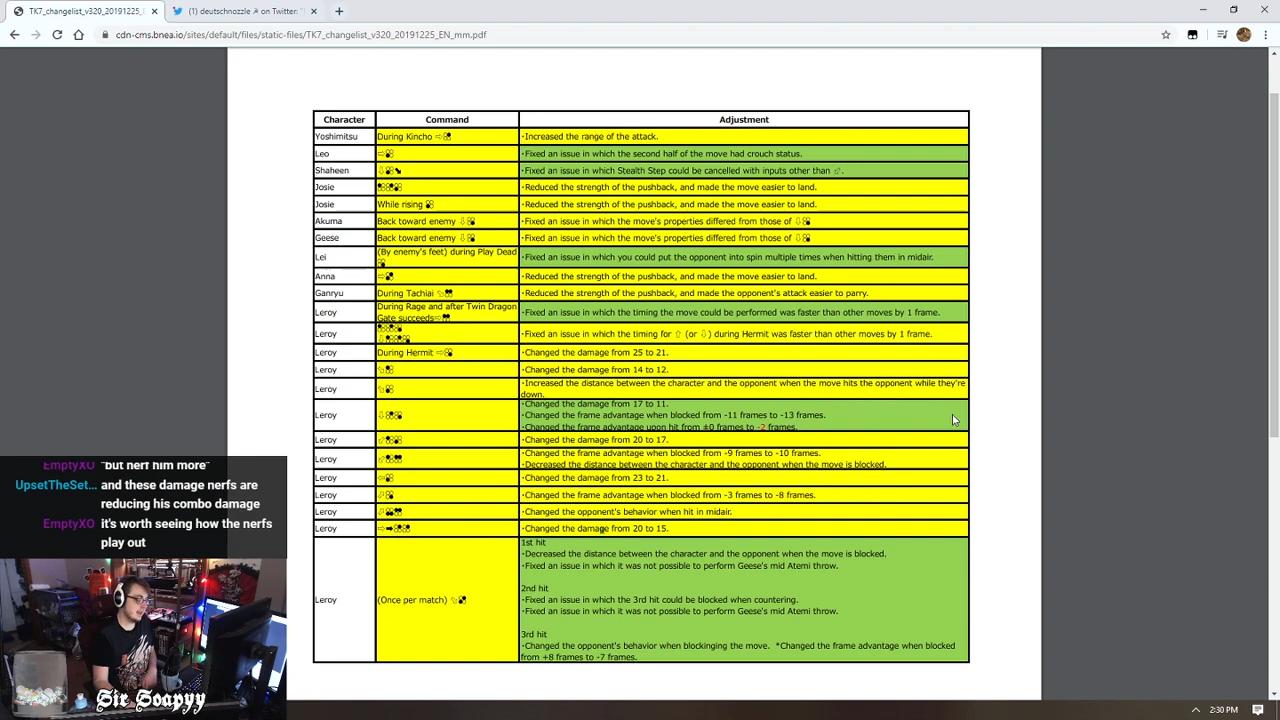 TK7_changelist_v320_20191225_E
(1) deutschnozzle on Twitter: "
cdn-cms.bnea.io/sites/default/files/static-files/TK7_changelist_v320_20191225_EN_mm.pdf
Character Command Adjustment
Yoshimitsu During Kincho ⇨ ・Increased the range of the attack.
Leo ⇨ ・Fixed an issue in which the second half of the move had crouch status.
Shaheen ⇩ ・Fixed an issue in which Stealth Step could be cancelled with inputs other than .
Josie ・Reduced the strength of the pushback, and made the move easier to land.
Josie While rising ・Reduced the strength of the pushback, and made the move easier to land.
Akuma Back toward enemy ⇩ ・Fixed an issue in which the move's properties differed from those of ⇩
Geese Back toward enemy ⇩ ・Fixed an issue in which the move's properties differed from those of ⇩
Lei (By enemy's feet) during Play Dead ・Fixed an issue in which you could put the opponent into spin multiple times when hitting them in midair.
Anna ⇨ ・Reduced the strength of the pushback, and made the move easier to land.
Ganryu During Tachiai ・Reduced the strength of the pushback, and made the opponent's attack easier to parry.
Leroy During Rage and after Twin Dragon
Gate succeeds⇨ ・Fixed an issue in which the timing the move could be performed was faster than other moves by 1 frame.
Leroy ・Fixed an issue in which the timing for ⇧ (or ⇩) during Hermit was faster than other moves by 1 frame.
Leroy During Hermit ⇨ ・Changed the damage from 25 to 21.
Leroy ・Changed the damage from 14 to 12.
Leroy ・Increased the distance between the character and the opponent when the move hits the opponent while they're
down.
Leroy ⇩ ・Changed the damage from 17 to 11.
・Changed the frame advantage when blocked from -11 frames to -13 frames.
・Changed the frame advantage upon hit from ±0 frames to -2 frames.
Leroy ・Changed the damage from 20 to 17.
Leroy ・Changed the frame advantage when blocked from -9 frames to -10 frames.
・Decreased the distance between the character and the opponent when the move is blocked.
Leroy ⇦ ・Changed the damage from 23 to 21.
Leroy ・Changed the frame advantage when blocked from -3 frames to -8 frames.
Leroy ・Changed the opponent's behavior when hit in midair.
Leroy ⇨➡ ・Changed the damage from 20 to 15.
Leroy (Once per match) 1st hit
・Decreased the distance between the character and the opponent when the move is blocked.
・Fixed an issue in which it was not possible to perform Geese's mid Atemi throw.
2nd hit
・Fixed an issue in which the 3rd hit could be blocked when countering.
・Fixed an issue in which it was not possible to perform Geese's mid Atemi throw.
3rd hit
・Changed the opponent's behavior when blockinging the move. *Changed the frame advantage when blocked
from +8 frames to -7 frames.
EmptyXO "but nerf him more"
UpsetTheSet... and these damage nerfs are
reducing his combo damage
EmptyXO it's worth seeing how the nerfs
play out
Sir Soapyy
2:30 PM